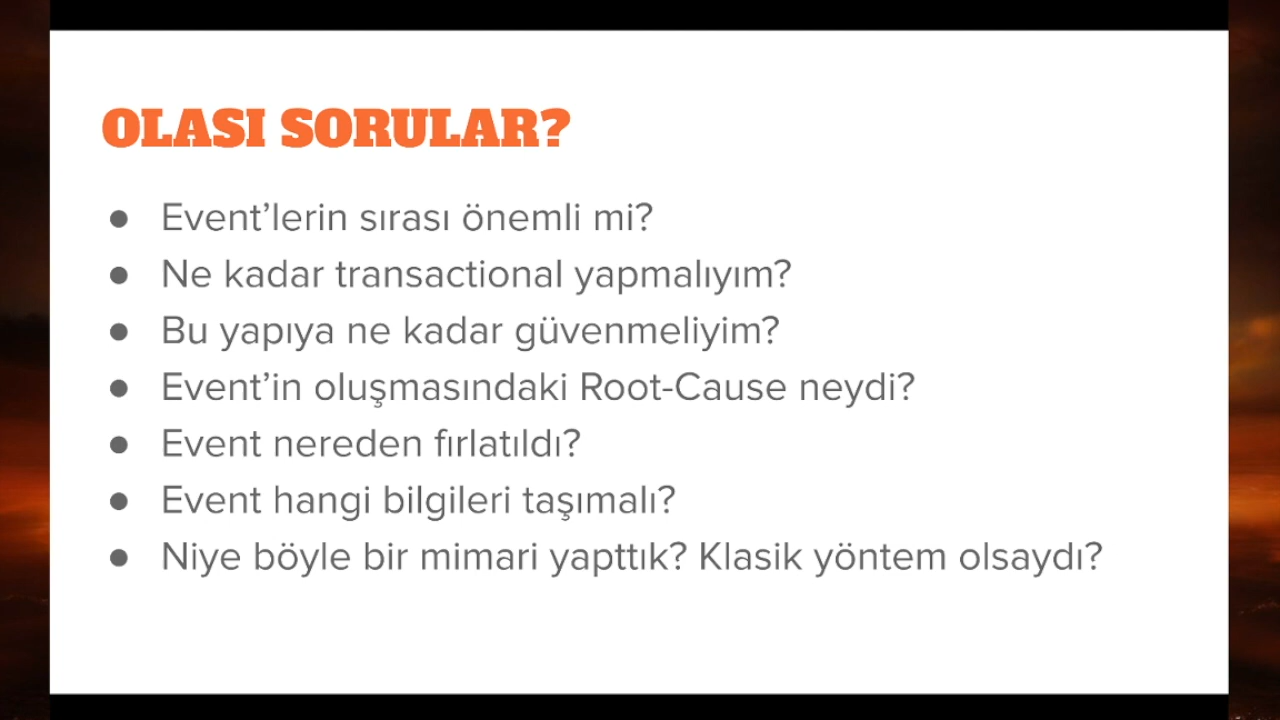 OLASI SORULAR?
● Event’lerin sırası önemli mi?
● Ne kadar transactional yapmalıyım?
● Bu yapıya ne kadar güvenmeliyim?
● Event’in oluşmasındaki Root-Cause neydi?
● Event nereden fırlatıldı?
● Event hangi bilgileri taşımalı?
● Niye böyle bir mimari yapttık? Klasik yöntem olsaydı?